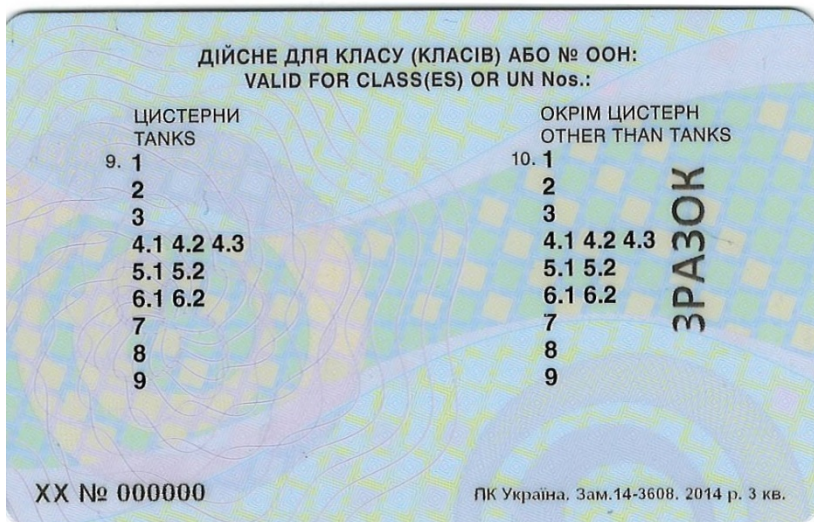 ДІЙСНЕ ДЛЯ КЛАСУ (КЛАСІВ) АБО № ООН:
VALID FOR CLASS(ES) OR UN Nos.:
ЦИСТЕРНИ
TANKS
9. 1
2
3
4.1 4.2 4.3
5.1 5.2
6.1 6.2
7
8
9
ОКРІМ ЦИСТЕРН
OTHER THAN TANKS
10. 1
2
3
4.1 4.2 4.3
5.1 5.2
6.1 6.2
7
8
9
ЗРАЗОК
ХХ № 000000
ПК Україна. Зам.14-3608. 2014 р. 3 кв.